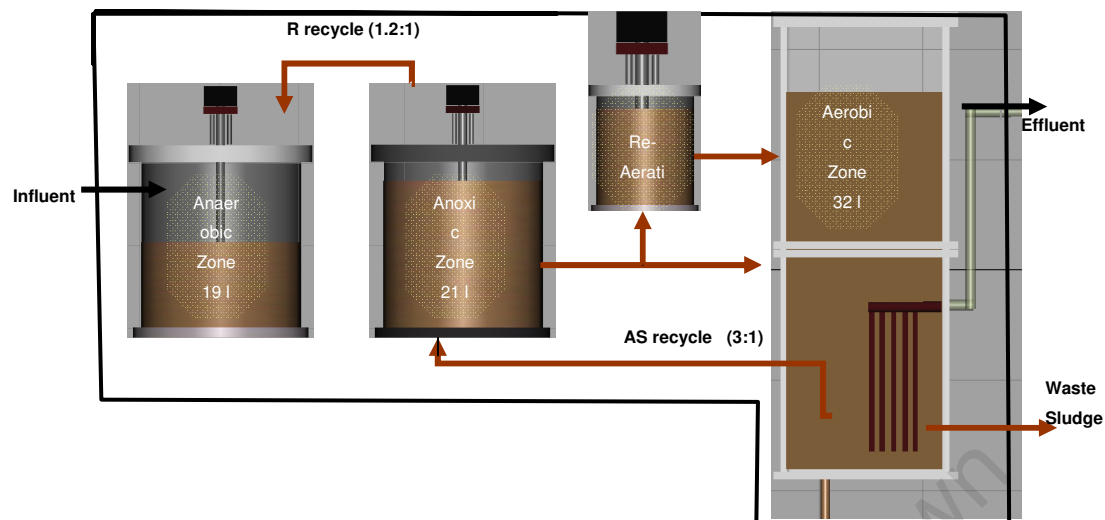 R recycle (1.2:1)
Influent
Anaer
obic
Zone
19 l
Anoxi
c
Zone
21 l
Re-
Aerati
Aerobi
c
Zone
32 l
Effluent
AS recycle (3:1)
Waste
Sludge
wn